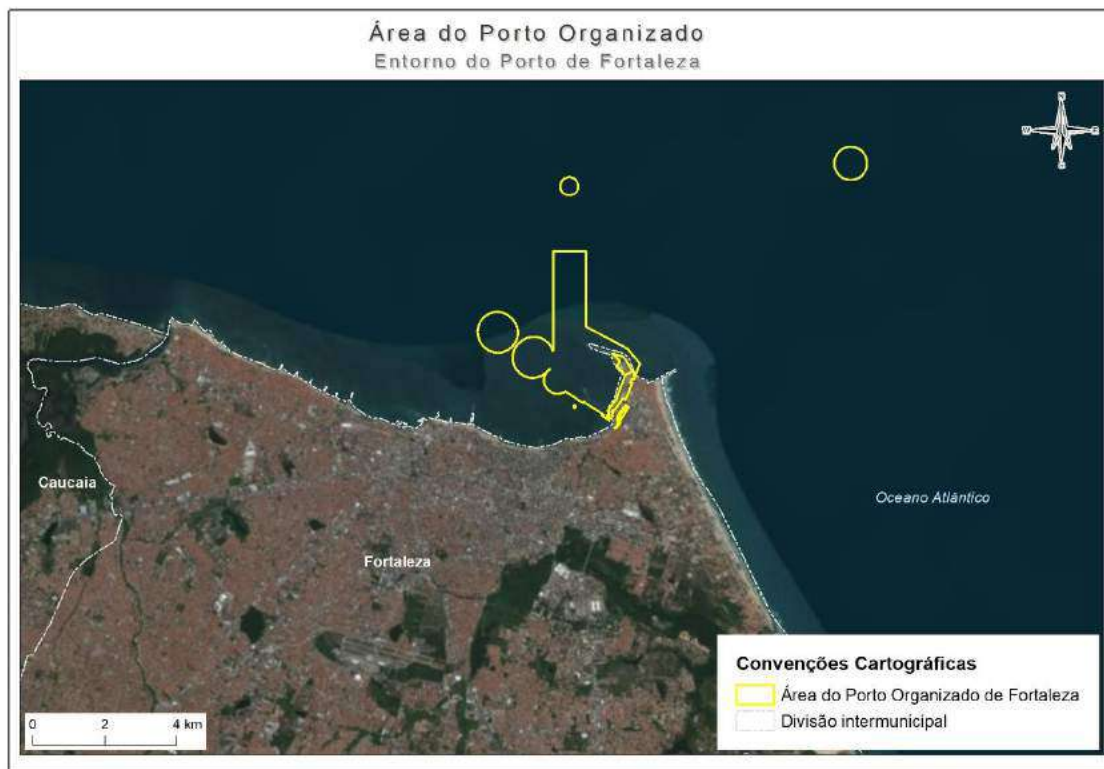 Área do Porto Organizado
Entorno do Porto de Fortaleza
N
W
E
S
Caucaia
Oceano Atlântico
Fortaleza
Convenções Cartográficas
Área do Porto Organizado de Fortaleza
Divisão intermunicipal
0 2 4 km